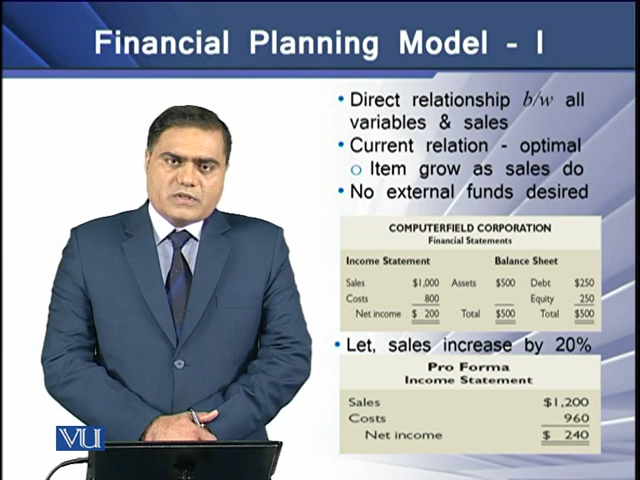 Financial Planning Model - I
• Direct relationship b/w all
variables & sales
• Current relation - optimal
o Item grow as sales do
• No external funds desired
COMPUTERFIELD CORPORATION
Financial Statements
Income Statement Balance Sheet
Sales $1,000 Assets $500 Debt $250
Costs 800 Equity 250
Net income $ 200 Total $500 Total $500
• Let, sales increase by 20%
Pro Forma
Income Statement
Sales $1,200
Costs 960
Net income $ 240
VU